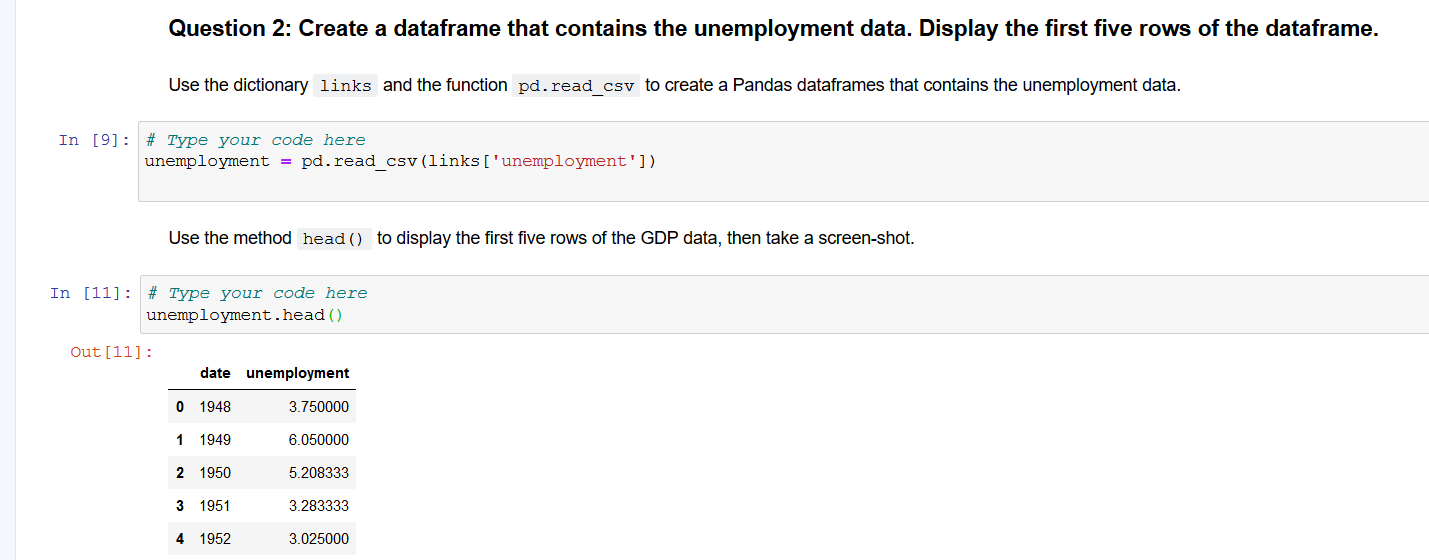 Question 2: Create a dataframe that contains the unemployment data. Display the first five rows of the dataframe.
Use the dictionary links and the function pd.read_csv to create a Pandas dataframes that contains the unemployment data.
In [9]: # Type your code here
unemployment = pd.read_csv(links['unemployment'])
Use the method head() to display the first five rows of the GDP data, then take a screen-shot.
In [11]: # Type your code here
unemployment.head()
Out[11]:
date unemployment
0 1948 3.750000
1 1949 6.050000
2 1950 5.208333
3 1951 3.283333
4 1952 3.025000